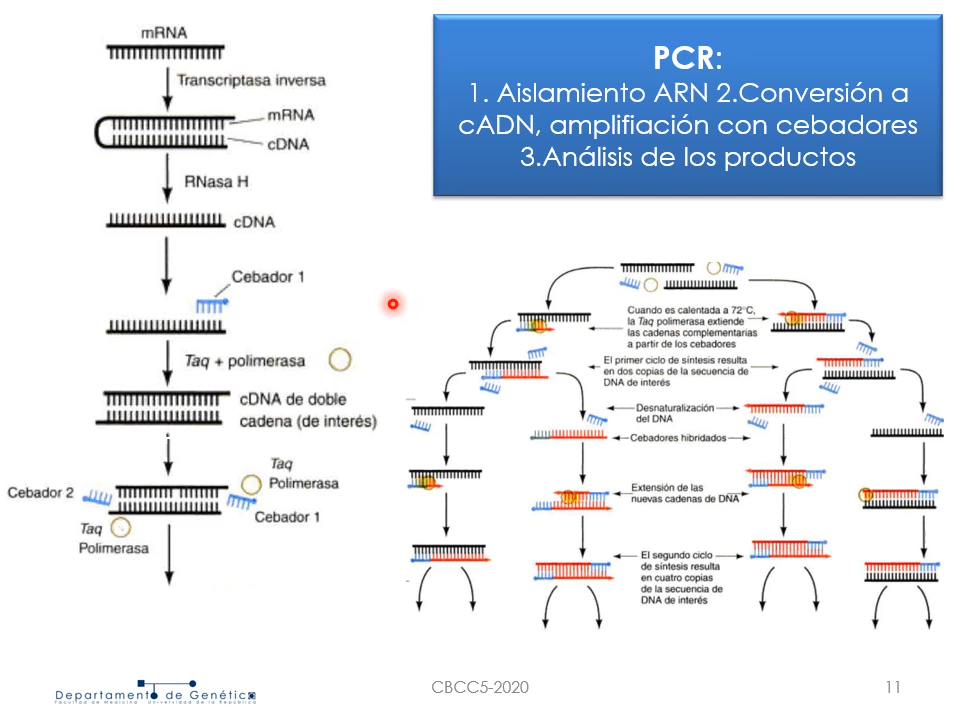 mRNA
Transcriptasa inversa
mRNA
cDNA
RNasa H
cDNA
Cebador 1
Taq + polimerasa
cDNA de doble
cadena (de interés)
Taq
Polimerasa
Cebador 2
Cebador 1
Taq
Polimerasa
PCR:
1. Aislamiento ARN 2.Conversión a
cADN, amplifiación con cebadores
3.Análisis de los productos
Cuando es calentada a 72°C,
la Taq polimerasa extiende
las cadenas complementarias
a partir de los cebadores
El primer ciclo de síntesis resulta
en dos copias de la secuencia de
DNA de interés
Desnaturalización
del DNA
Cebadores hibridados
Extensión de las
nuevas cadenas de DNA
El segundo ciclo
de síntesis resulta
en cuatro copias
de la secuencia de
DNA de interés
Departamento de Genética
Facultad de Medicina Universidad de la República
CBCC5-2020
11